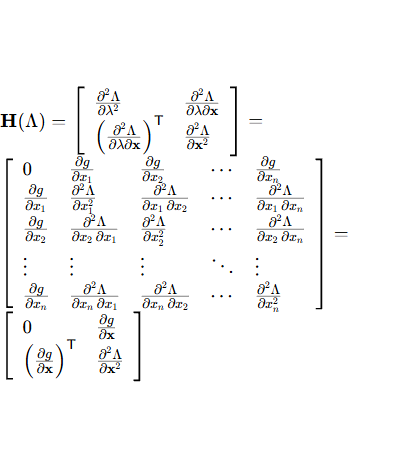 \mathbf{H}(\Lambda) = \begin{bmatrix} \frac{\partial^2 \Lambda}{\partial \lambda^2} & \frac{\partial^2 \Lambda}{\partial \lambda \partial \mathbf{x}} \\ \left( \frac{\partial^2 \Lambda}{\partial \lambda \partial \mathbf{x}} \right)^{\mathsf{T}} & \frac{\partial^2 \Lambda}{\partial \mathbf{x}^2} \end{bmatrix} =
\begin{bmatrix} 0 & \frac{\partial g}{\partial x_1} & \frac{\partial g}{\partial x_2} & \cdots & \frac{\partial g}{\partial x_n} \\ \frac{\partial g}{\partial x_1} & \frac{\partial^2 \Lambda}{\partial x_1^2} & \frac{\partial^2 \Lambda}{\partial x_1 \, \partial x_2} & \cdots & \frac{\partial^2 \Lambda}{\partial x_1 \, \partial x_n} \\ \frac{\partial g}{\partial x_2} & \frac{\partial^2 \Lambda}{\partial x_2 \, \partial x_1} & \frac{\partial^2 \Lambda}{\partial x_2^2} & \cdots & \frac{\partial^2 \Lambda}{\partial x_2 \, \partial x_n} \\ \vdots & \vdots & \vdots & \ddots & \vdots \\ \frac{\partial g}{\partial x_n} & \frac{\partial^2 \Lambda}{\partial x_n \, \partial x_1} & \frac{\partial^2 \Lambda}{\partial x_n \, \partial x_2} & \cdots & \frac{\partial^2 \Lambda}{\partial x_n^2} \end{bmatrix} =
\begin{bmatrix} 0 & \frac{\partial g}{\partial \mathbf{x}} \\ \left( \frac{\partial g}{\partial \mathbf{x}} \right)^{\mathsf{T}} & \frac{\partial^2 \Lambda}{\partial \mathbf{x}^2} \end{bmatrix}